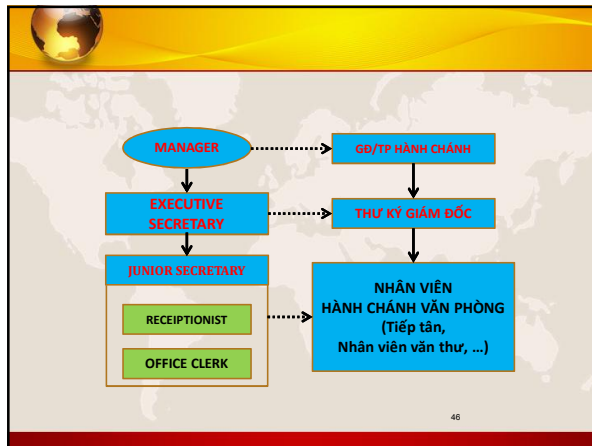 MANAGER
GĐ/TP HÀNH CHÁNH
EXECUTIVE
SECRETARY
THƯ KÝ GIÁM ĐỐC
JUNIOR SECRETARY
RECEIPTIONIST
OFFICE CLERK
NHÂN VIÊN
HÀNH CHÁNH VĂN PHÒNG
(Tiếp tân,
Nhân viên văn thư, ...)
46